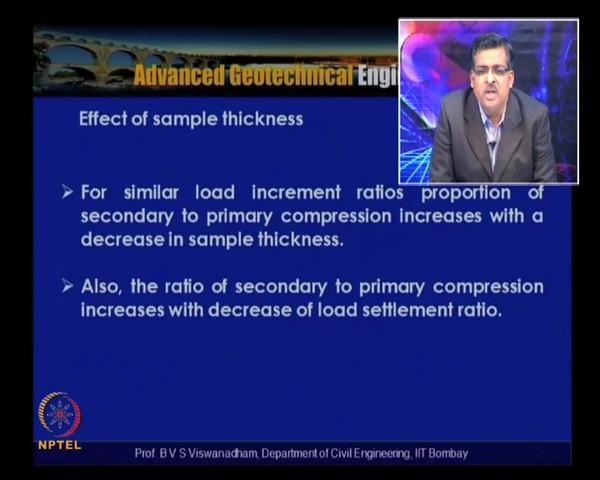 Advanced Geotechnical Engi
Effect of sample thickness
➢ For similar load increment ratios proportion of
secondary to primary compression increases with a
decrease in sample thickness.
➢ Also, the ratio of secondary to primary compression
increases with decrease of load settlement ratio.
NPTEL
Prof. B V S Viswanadham, Department of Civil Engineering, IIT Bombay